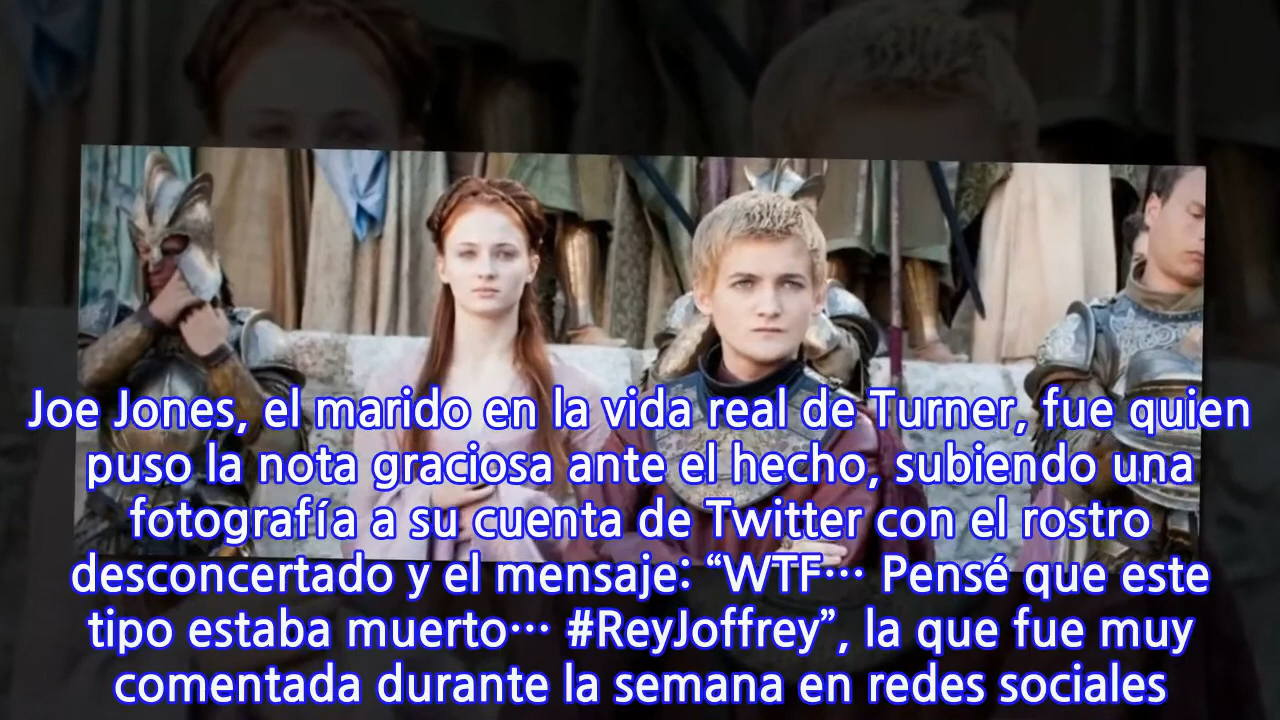 Joe Jones, el marido en la vida real de Turner, fue quien
puso la nota graciosa ante el hecho, subiendo una
fotografía a su cuenta de Twitter con el rostro
desconcertado y el mensaje: “WTF··· Pensé que este
tipo estaba muerto··· #ReyJoffrey”, la que fue muy
comentada durante la semana en redes sociales